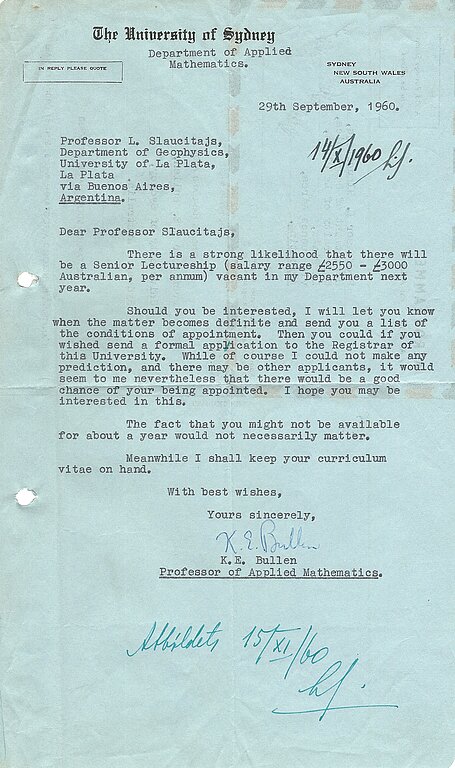 The University of Sydney
Department of Applied
Mathematics.
IN REPLY PLEASE QUOTE
SYDNEY
NEW SOUTH WALES
AUSTRALIA
29th September, 1960.
14/X/1960
Professor L. Slaucitajs,
Department of Geophysics,
University of La Plata,
La Plata
via Buenos Aires,
Argentina.
Dear Professor Slaucitajs,
There is a strong likelihood that there will
be a Senior Lectureship (salary range £2550 - £3000
Australian, per annum) vacant in my Department next
year.
Should you be interested, I will let you know
when the matter becomes definite and send you a list of
the conditions of appointment. Then you could if you
wished send a formal application to the Registrar of
this University. While of course I could not make any
prediction, and there may be other applicants, it would
seem to me nevertheless that there would be a good
chance of your being appointed. I hope you may be
interested in this.
The fact that you might not be available
for about a year would not necessarily matter.
Meanwhile I shall keep your curriculum
vitae on hand.
With best wishes,
Yours sincerely,
K.E. Bullen
K.E. Bullen
Professor of Applied Mathematics.
Atbildēts 15/XI/60